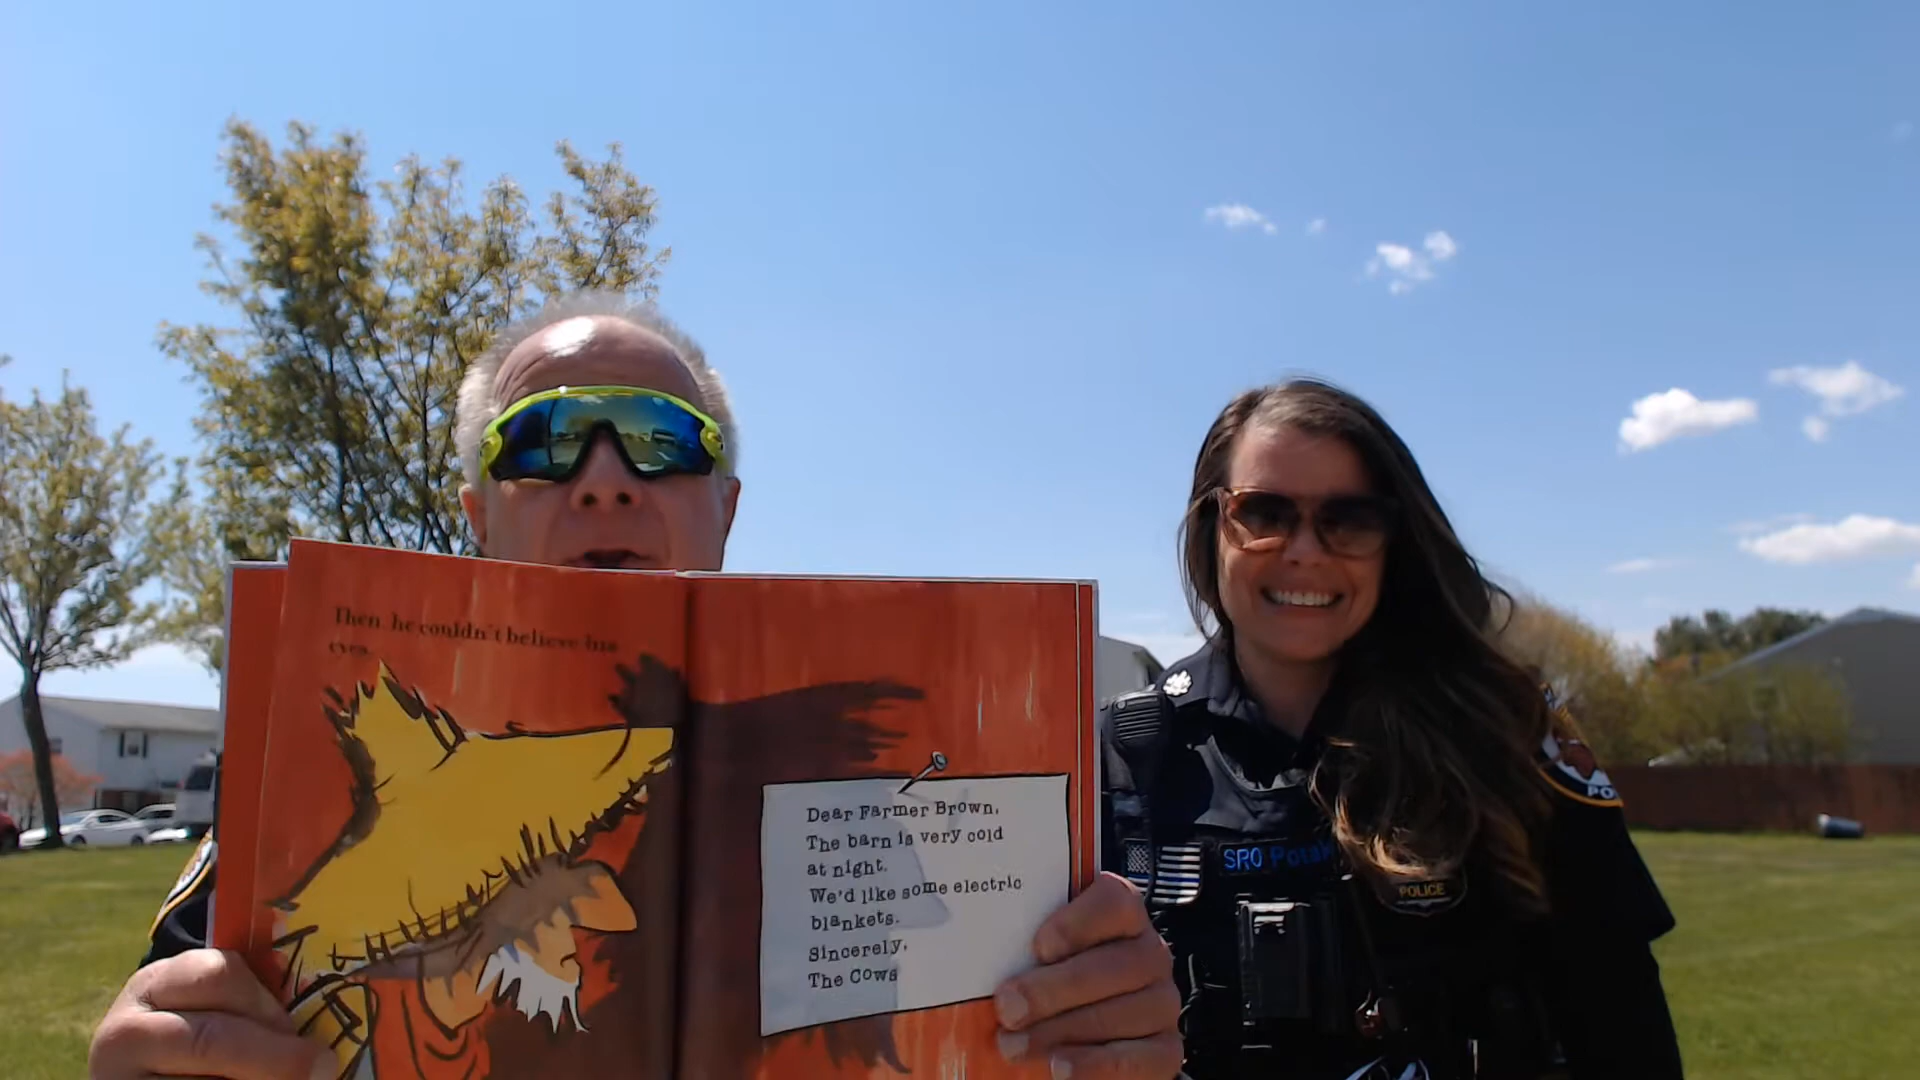 Then, he couldn't believe his
eyes.
Dear Farmer Brown,
The barn is very cold
at night.
We'd like some electric
blankets.
Sincerely,
The Cows
SRO
POLICE